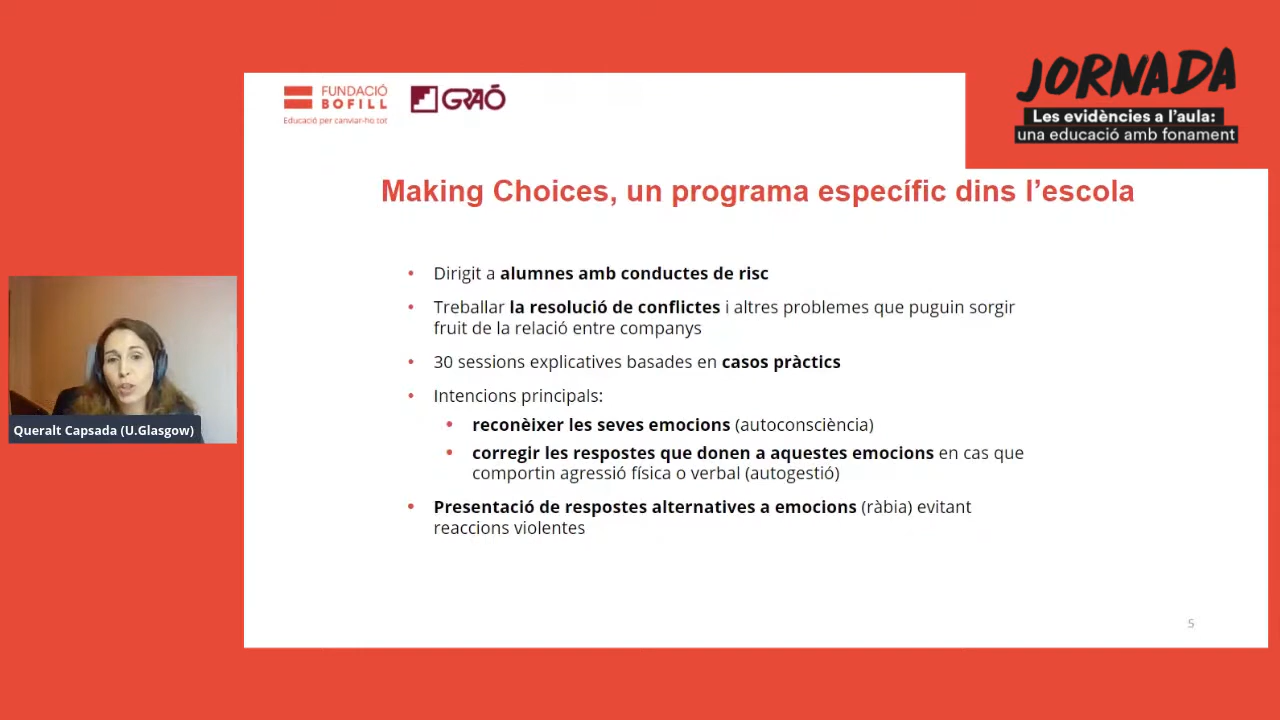 FUNDACIÓ
BOFILL
Educació per canviar-ho tot
GRAÓ
JORNADA
Les evidències a l'aula:
una educació amb fonament
Making Choices, un programa específic dins l'escola
• Dirigit a alumnes amb conductes de risc
• Treballar la resolució de conflictes i altres problemes que puguin sorgir
fruit de la relació entre companys
• 30 sessions explicatives basades en casos pràctics
• Intencions principals:
• reconèixer les seves emocions (autoconsciència)
• corregir les respostes que donen a aquestes emocions en cas que
comportin agressió física o verbal (autogestió)
• Presentació de respostes alternatives a emocions (ràbia) evitant
reaccions violentes
Queralt Capsada (U.Glasgow)
5